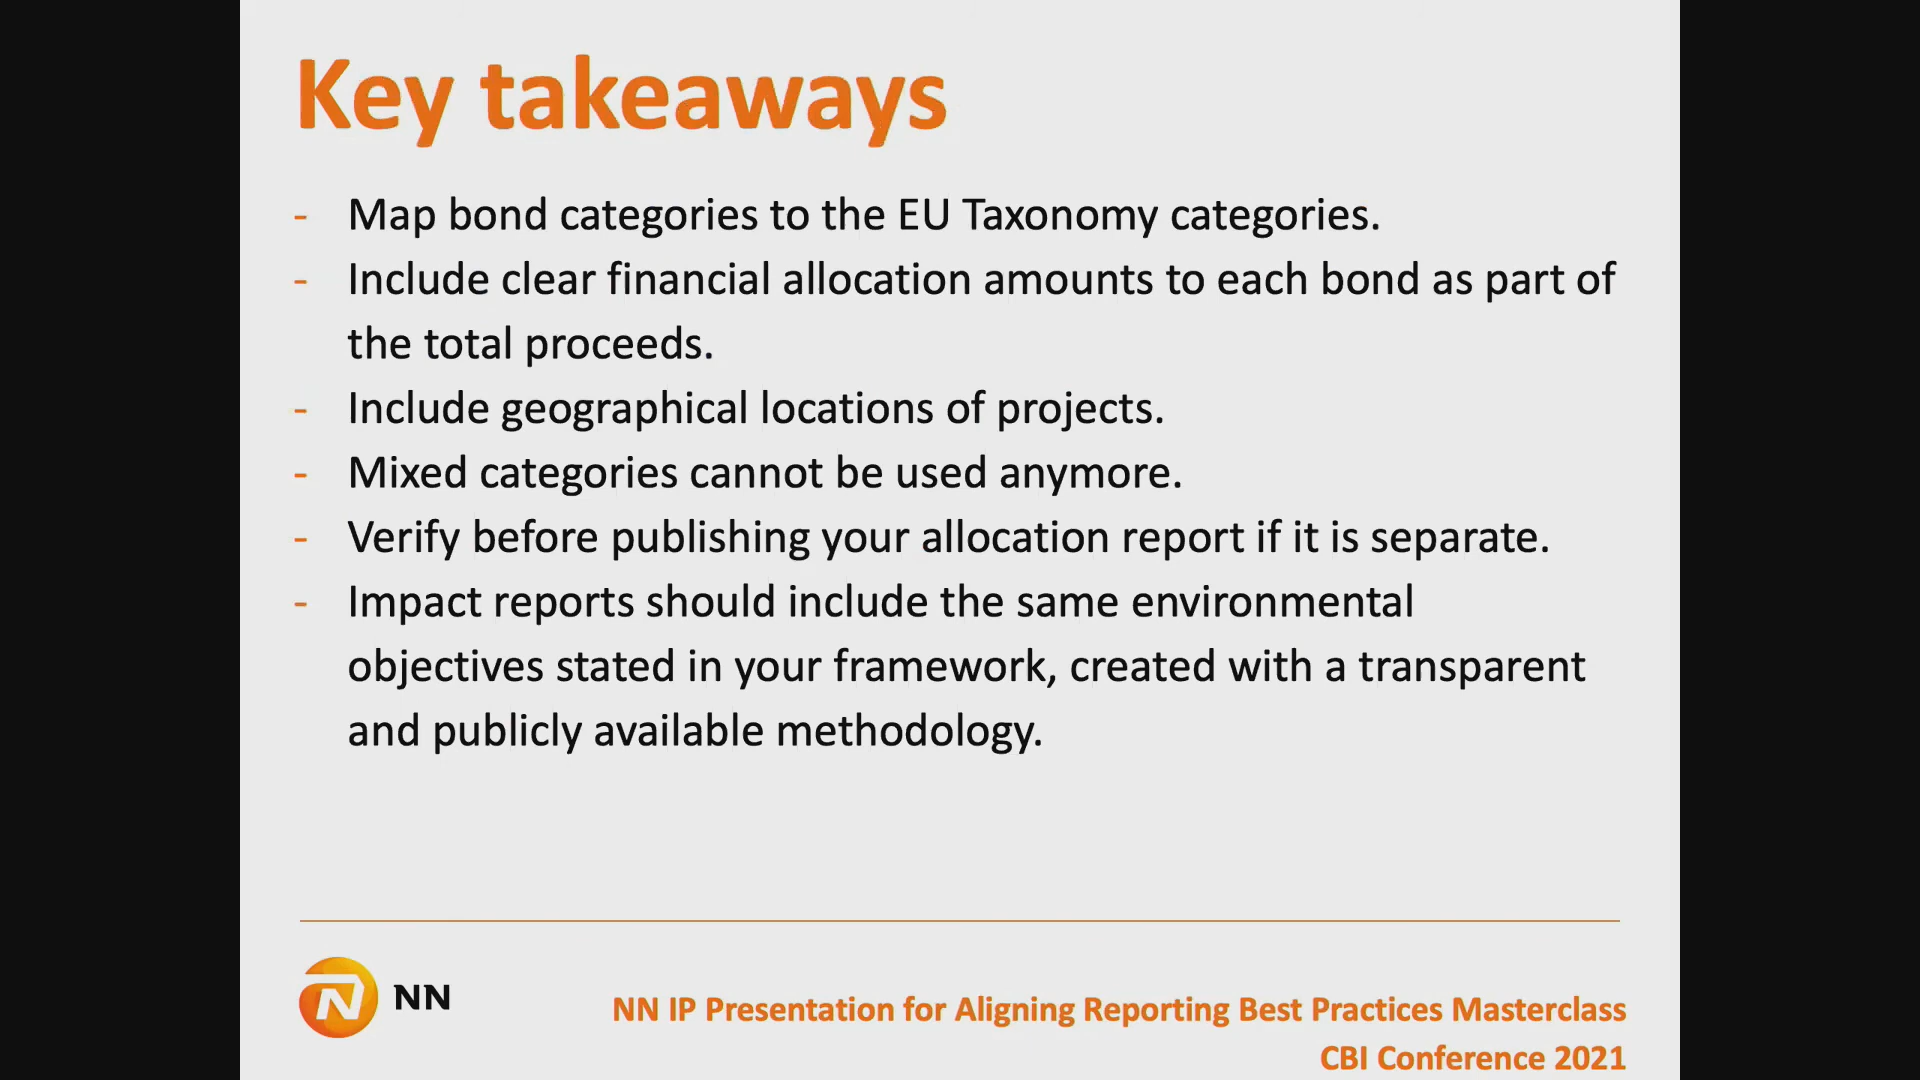 Key takeaways
- Map bond categories to the EU Taxonomy categories.
- Include clear financial allocation amounts to each bond as part of
the total proceeds.
- Include geographical locations of projects.
- Mixed categories cannot be used anymore.
- Verify before publishing your allocation report if it is separate.
- Impact reports should include the same environmental
objectives stated in your framework, created with a transparent
and publicly available methodology.
NN
NN IP Presentation for Aligning Reporting Best Practices Masterclass
CBI Conference 2021